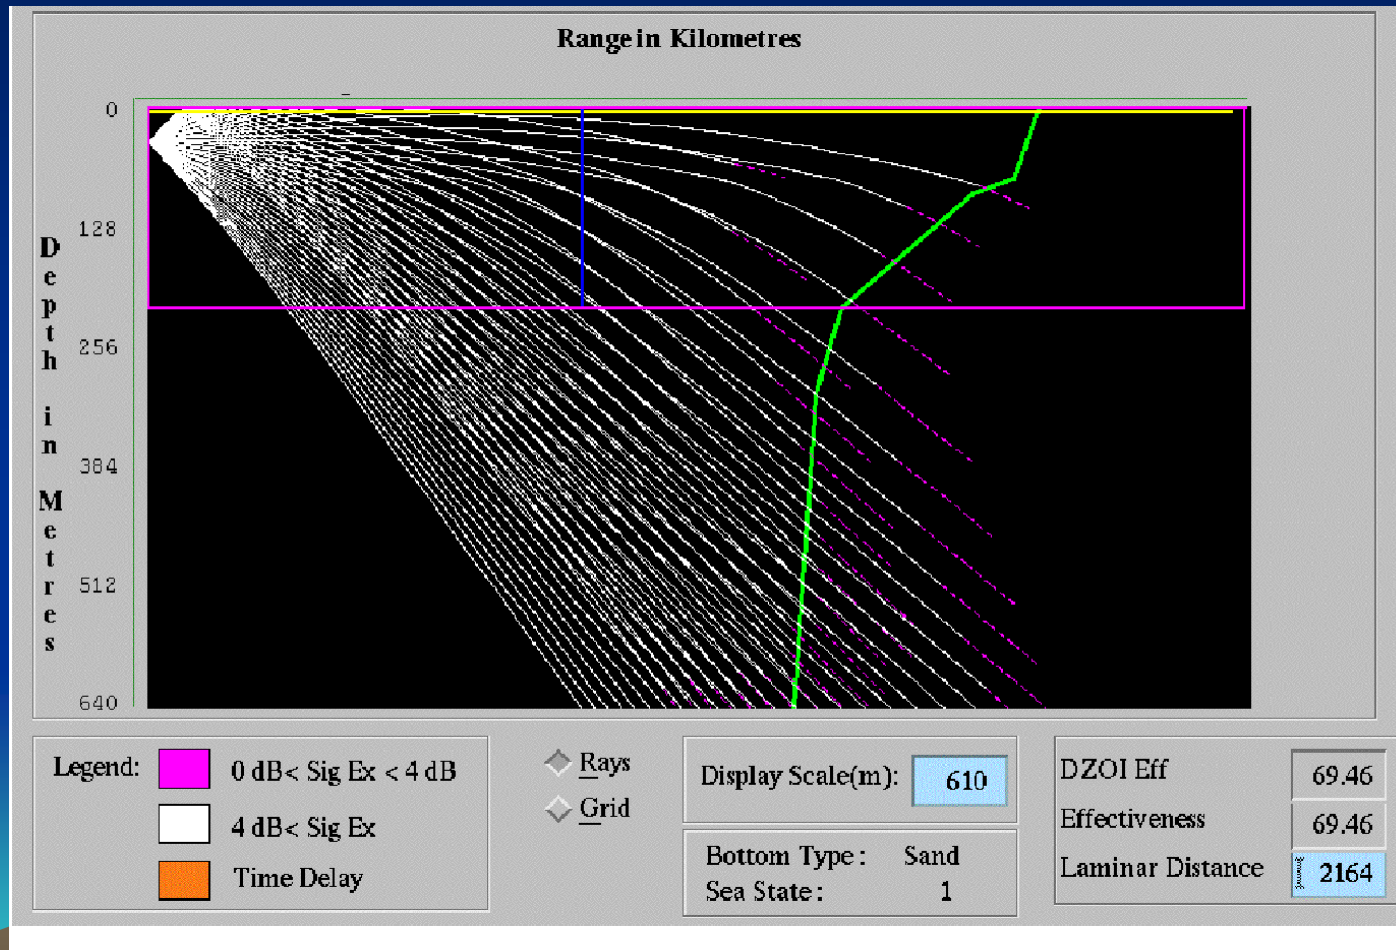 Range in Kilometres
0
128
256
384
512
640
Depth in Metres
Legend:
0 dB< Sig Ex < 4 dB
4 dB< Sig Ex
Time Delay
Rays
Grid
Display Scale(m): 610
Bottom Type : Sand
Sea State : 1
DZOI Eff 69.46
Effectiveness 69.46
Laminar Distance 2164